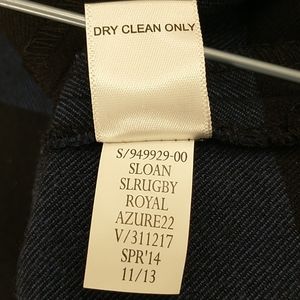 DRY CLEAN ONLY
S/949929-00
SLOAN
SLRUGBY
ROYAL
AZURE22
V/311217
SPR'14
11/13